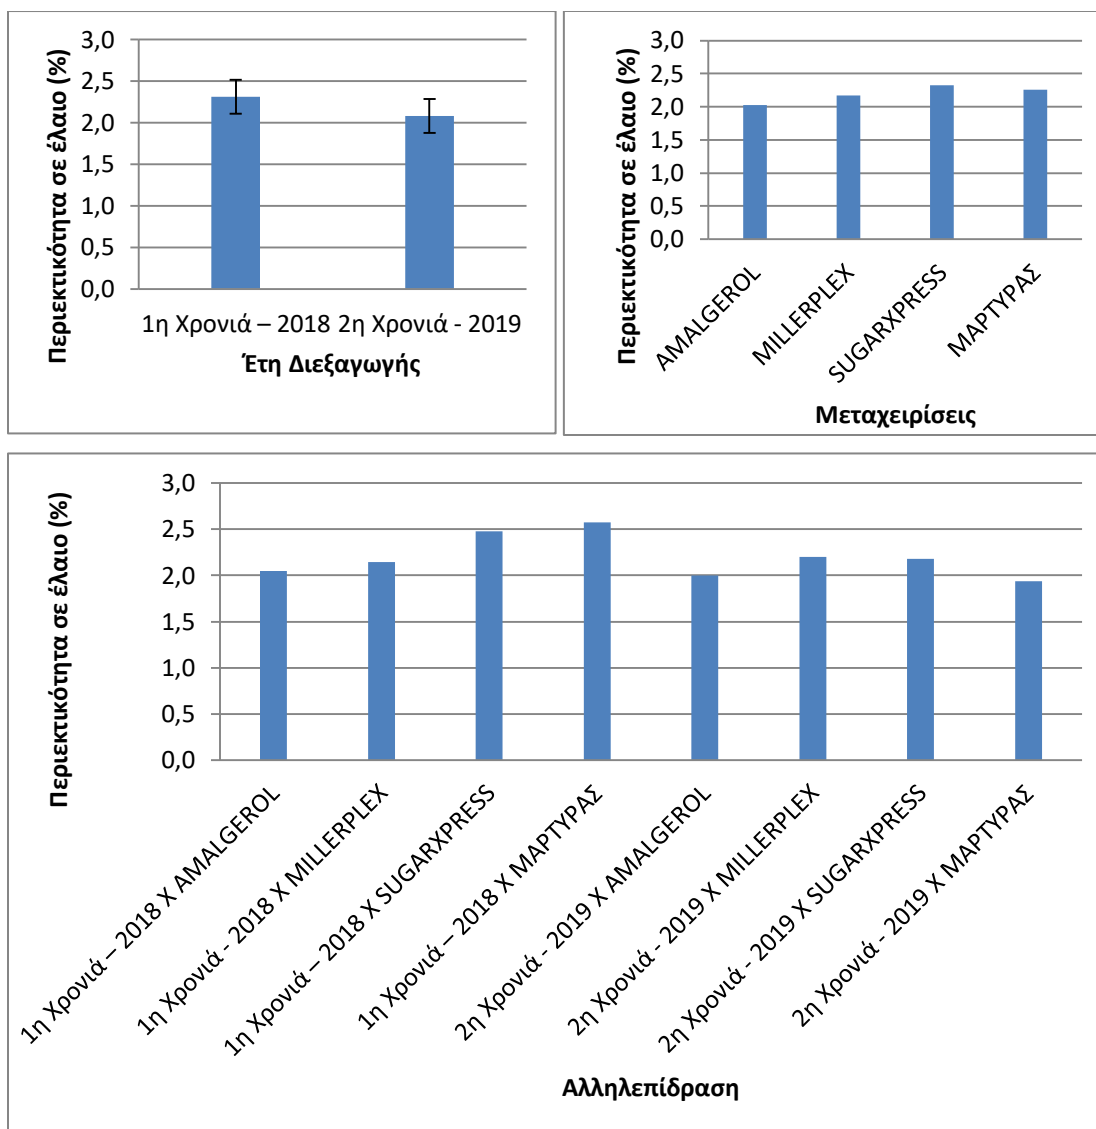 Περιεκτικότητα σε έλαιο (%)
3,0
2,5
2,0
1,5
1,0
0,5
0,0
1η Χρονιά – 2018 2η Χρονιά - 2019
Έτη Διεξαγωγής
Περιεκτικότητα σε έλαιο (%)
3,0
2,5
2,0
1,5
1,0
0,5
0,0
AMALGEROL
MILLERPLEX
SUGARXPRESS
ΜΑΡΤΥΡΑΣ
Μεταχειρίσεις
Περιεκτικότητα σε έλαιο (%)
3,0
2,5
2,0
1,5
1,0
0,5
0,0
1η Χρονιά – 2018 X AMALGEROL
1η Χρονιά - 2018 X MILLERPLEX
1η Χρονιά – 2018 X SUGARXPRESS
1η Χρονιά – 2018 X ΜΑΡΤΥΡΑΣ
2η Χρονιά - 2019 X AMALGEROL
2η Χρονιά - 2019 X MILLERPLEX
2η Χρονιά - 2019 X SUGARXPRESS
2η Χρονιά - 2019 X ΜΑΡΤΥΡΑΣ
Αλληλεπίδραση